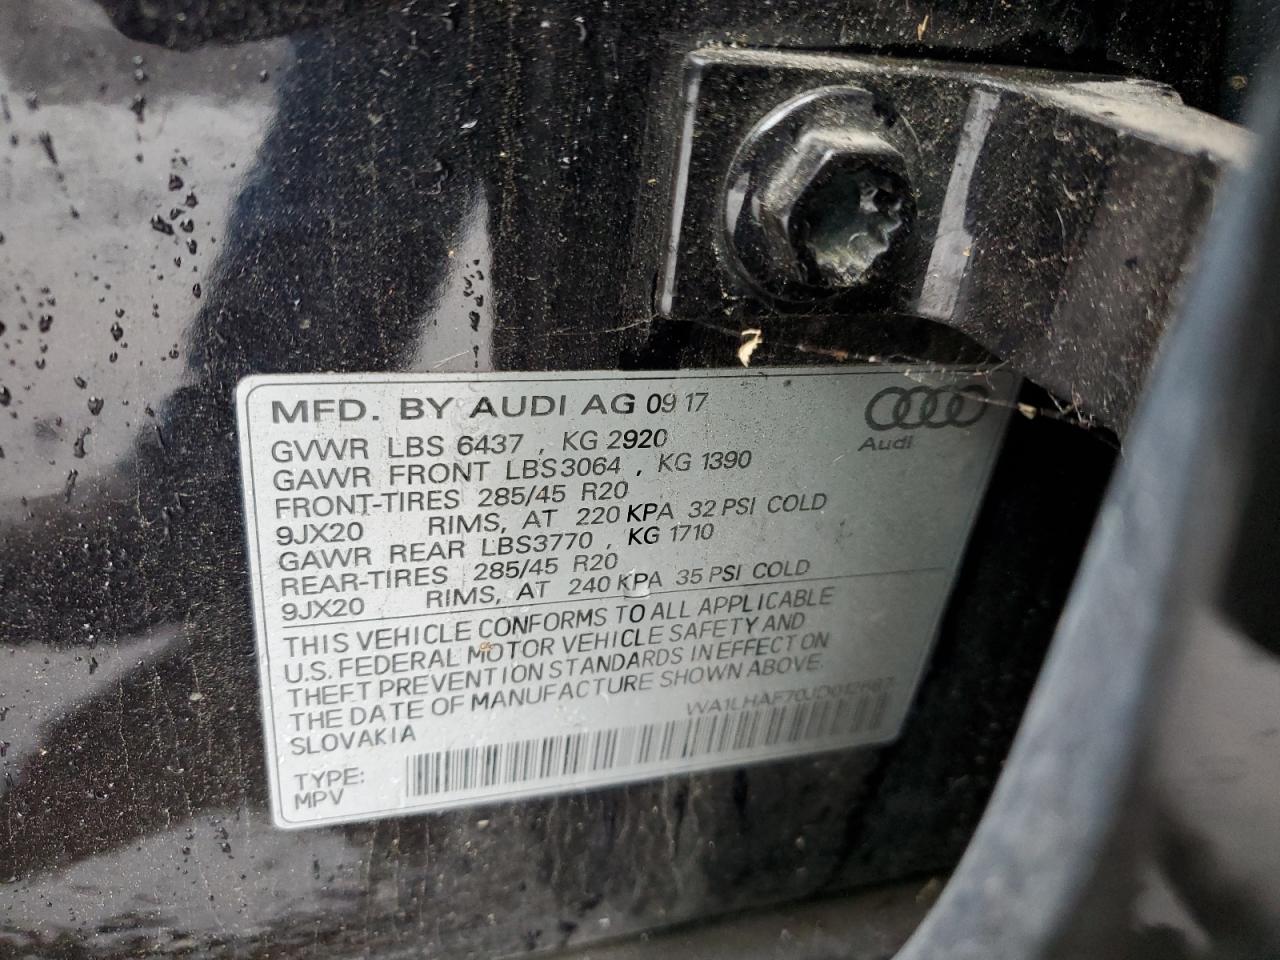 MFD. BY AUDI AG 09 17
Audi
GVWR LBS 6437 , KG 2920
GAWR FRONT LBS3064 , KG 1390
FRONT-TIRES 285/45 R20
9JX20 RIMS, AT 220 KPA 32 PSI COLD
GAWR REAR LBS3770 , KG 1710
REAR-TIRES 285/45 R20
9JX20 RIMS, AT 240 KPA 35 PSI COLD
THIS VEHICLE CONFORMS TO ALL APPLICABLE
U.S. FEDERAL MOTOR VEHICLE SAFETY AND
THEFT PREVENTION STANDARDS IN EFFECT ON
THE DATE OF MANUFACTURE SHOWN ABOVE.
SLOVAKIA
TYPE:
MPV